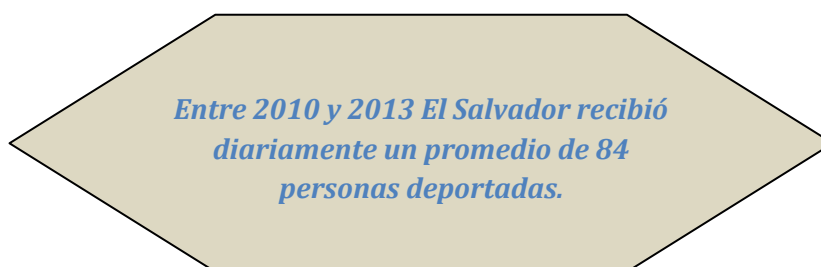 Entre 2010 y 2013 El Salvador recibió
diariamente un promedio de 84
personas deportadas.